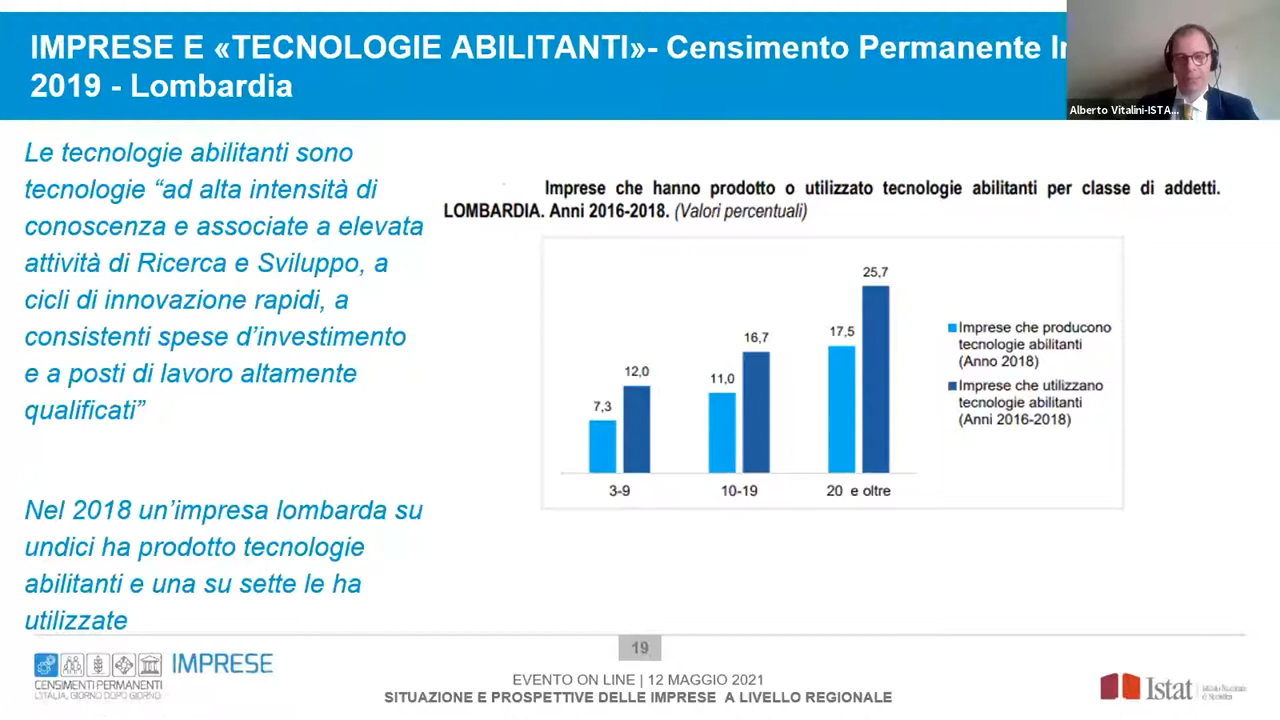 IMPRESE E «TECNOLOGIE ABILITANTI»- Censimento Permanente
2019 - Lombardia
Alberto Vitalini-ISTA...
Le tecnologie abilitanti sono
tecnologie “ad alta intensità di
conoscenza e associate a elevata
attività di Ricerca e Sviluppo, a
cicli di innovazione rapidi, a
consistenti spese d’investimento
e a posti di lavoro altamente
qualificati”
Nel 2018 un’impresa lombarda su
undici ha prodotto tecnologie
abilitanti e una su sette le ha
utilizzate
Imprese che hanno prodotto o utilizzato tecnologie abilitanti per classe di addetti.
LOMBARDIA. Anni 2016-2018. (Valori percentuali)
7,3
12,0
11,0
16,7
17,5
25,7
3-9
10-19
20 e oltre
Imprese che producono
tecnologie abilitanti
(Anno 2018)
Imprese che utilizzano
tecnologie abilitanti
(Anni 2016-2018)
19
IMPRESE
CENSIMENTI PERMANENTI
L'ITALIA, GIORNO DOPO GIORNO
EVENTO ON LINE | 12 MAGGIO 2021
SITUAZIONE E PROSPETTIVE DELLE IMPRESE A LIVELLO REGIONALE
Istat
Istituto Nazionale
di Statistica